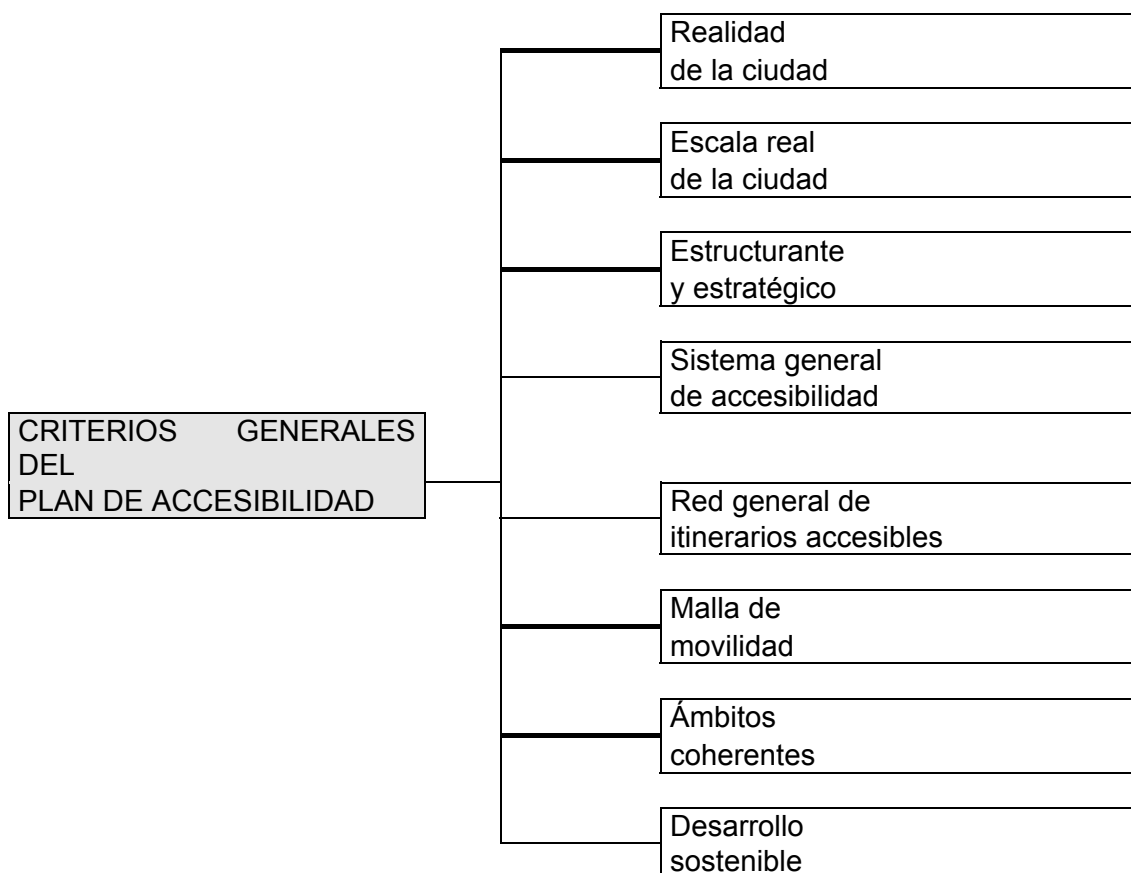 Realidad
de la ciudad
Escala real
de la ciudad
Estructurante
y estratégico
Sistema general
de accesibilidad
CRITERIOS GENERALES
DEL
PLAN DE ACCESIBILIDAD
Red general de
itinerarios accesibles
Malla de
movilidad
Ámbitos
coherentes
Desarrollo
sostenible